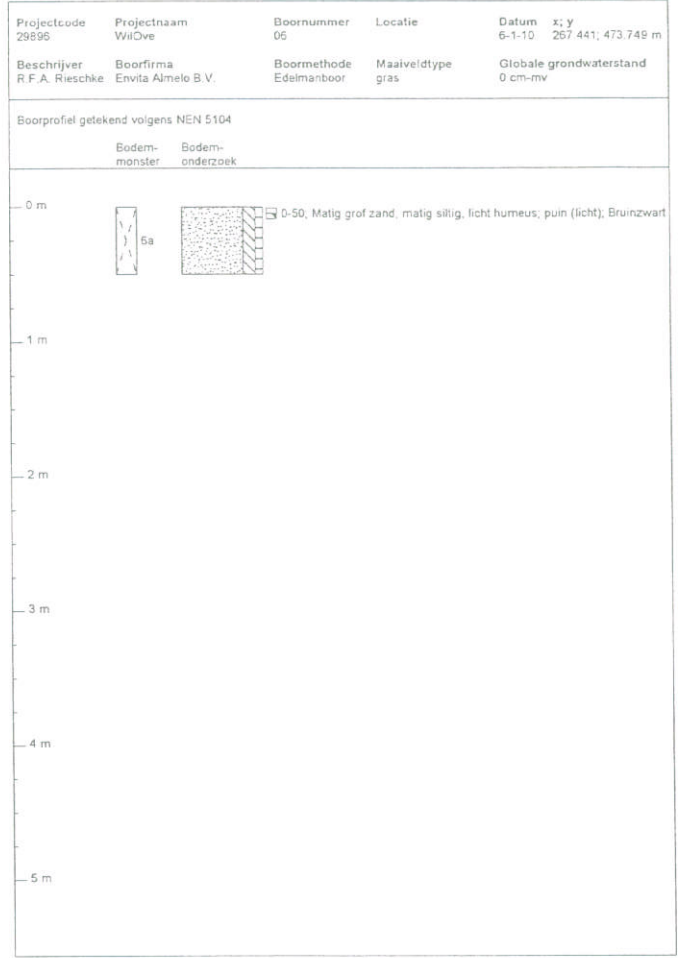 Projectcode Projectnaam Boornummer Locatie Datum x; y
29896 WilOve 06 6-1-10 267.441; 473.749 m
Beschrijver Boorfirma Boormethode Maaiveldtype Globale grondwaterstand
R.F.A. Rieschke Envita Almelo B.V. Edelmanboor gras 0 cm-mv
Boorprofiel getekend volgens NEN 5104
Bodem- Bodem-
monster onderzoek
0 m
0-50; Matig grof zand, matig siltig, licht humeus; puin (licht); Bruinzwart
6a
1 m
2 m
3 m
4 m
5 m